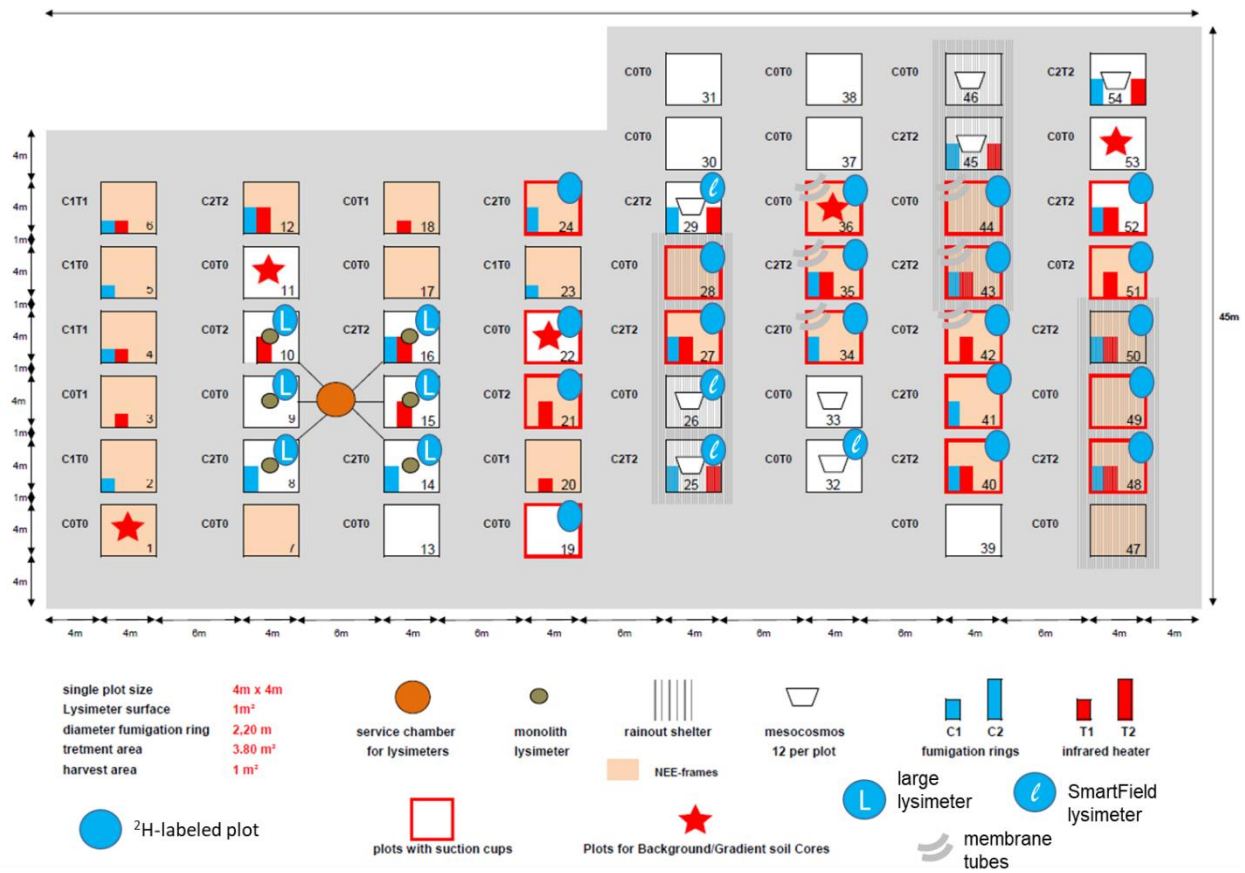 C0T0 31 C0T0 38 C0T0 46 C2T2 54
C0T0 30 C0T0 37 C2T2 45 C0T0 53
4m
4m C1T1 6 C2T2 12 C0T1 18 C2T0 24 C2T2 29 ℓ C0T0 36 C0T0 44 52
1m
4m C1T0 5 C0T0 11 C0T0 17 C1T0 23 C0T0 28 C2T2 35 C2T2 43 C0T2 51
1m
4m C1T1 4 C0T2 10 L C2T2 16 L C0T0 22 C2T2 27 C2T0 34 C0T2 42 C2T2 50
45m
1m
4m C0T1 3 C0T0 9 L 15 L C0T2 21 C0T0 26 ℓ C0T0 33 C2T0 41 C0T0 49
1m
4m C1T0 2 C2T0 8 L C2T0 14 L C0T1 20 C2T2 25 ℓ C0T0 32 ℓ C2T2 40 C2T2 48
1m
4m C0T0 1 C0T0 7 C0T0 13 C0T0 19 C0T0 39 C0T0 47
4m
4m 4m 6m 4m 6m 4m 6m 4m 6m 4m 6m 4m 6m 4m 6m 4m 4m
single plot size 4m x 4m
Lysimeter surface 1m²
diameter fumigation ring 2,20 m
tretment area 3.80 m²
harvest area 1 m²
service chamber
for lysimeters
monolith
lysimeter
rainout shelter
mesocosmos
12 per plot
C1 C2
fumigation rings
T1 T2
infrared heater
NEE-frames
²H-labeled plot
plots with suction cups
Plots for Background/Gradient soil Cores
L
large
lysimeter
ℓ
SmartField
lysimeter
membrane
tubes